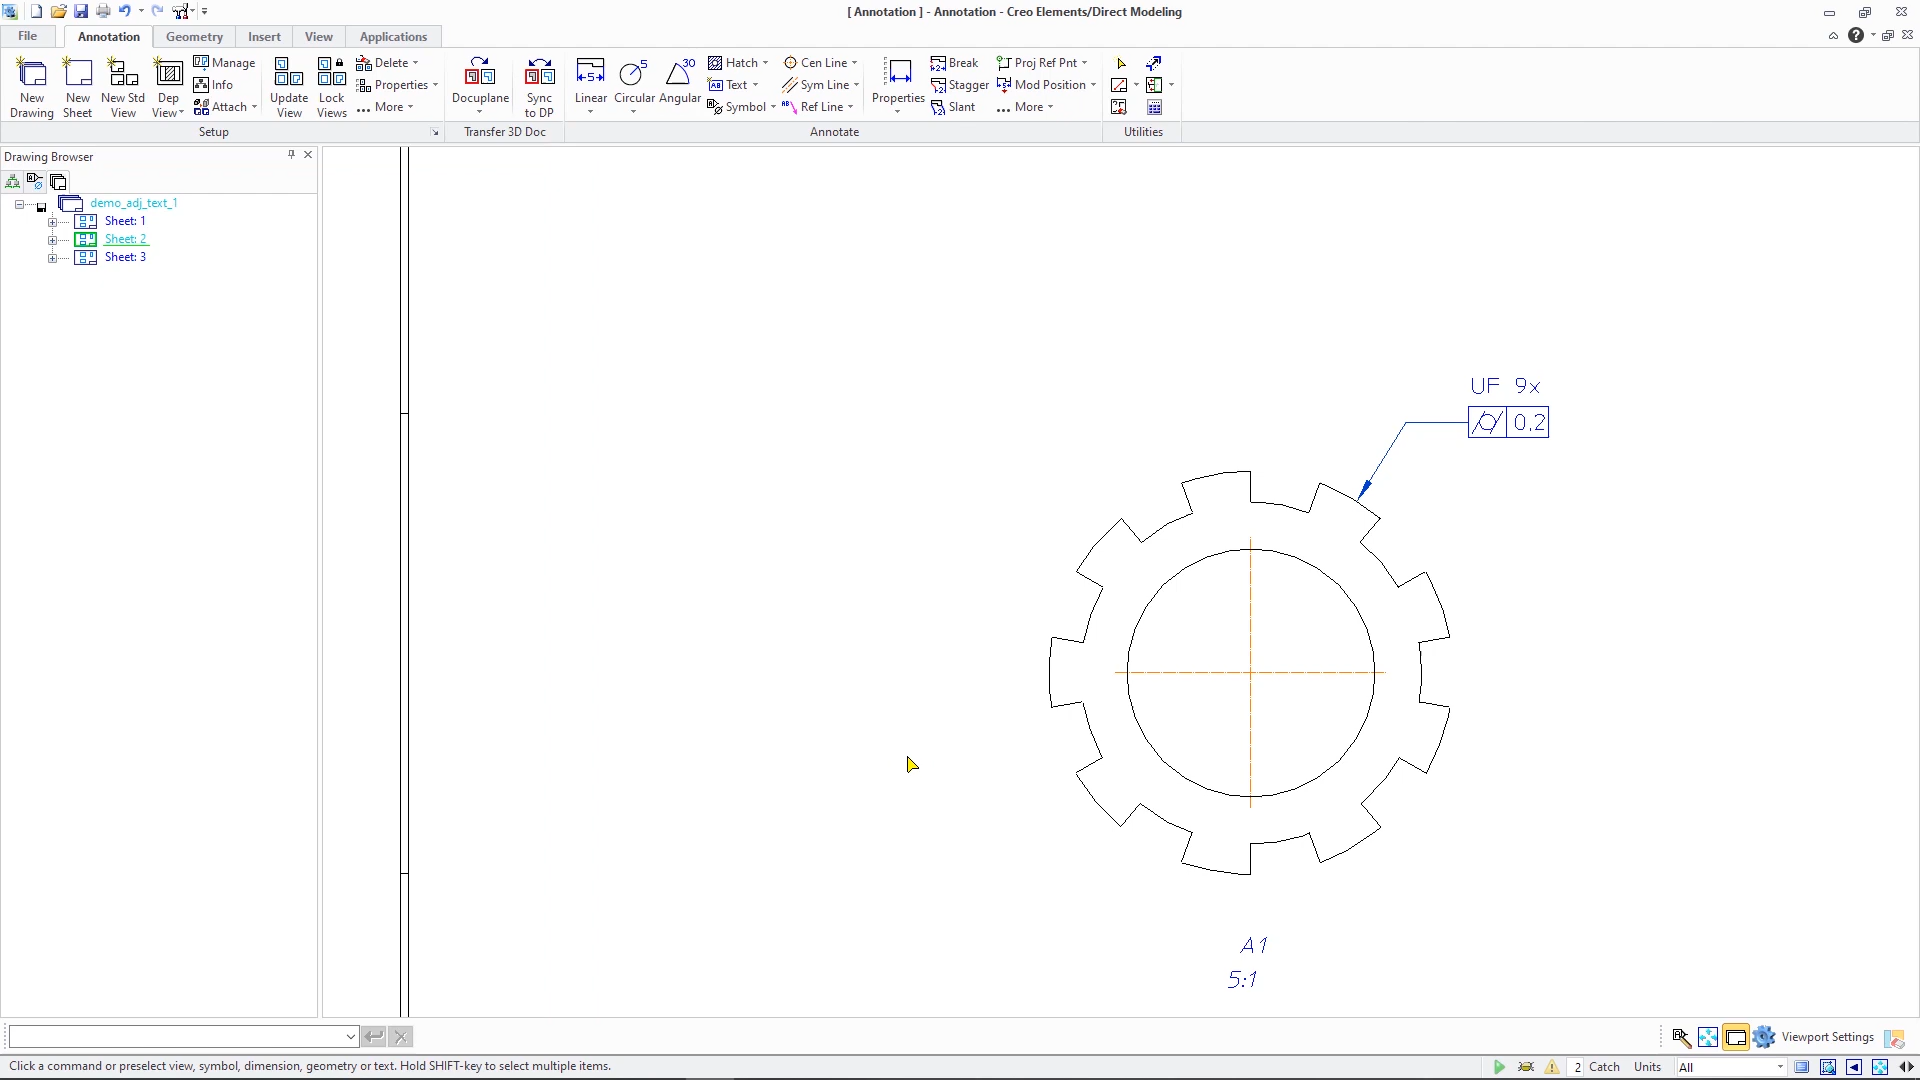 [ Annotation ] - Annotation - Creo Elements/Direct Modeling
File Annotation Geometry Insert View Applications
New Drawing
New Sheet
New Std View
Dep View
Manage
Info
Attach
Update View
Lock Views
Delete
Properties
... More
Setup
Docuplane
Sync to DP
Transfer 3D Doc
Linear
Circular
Angular
Hatch
Text
Symbol
Cen Line
Sym Line
Ref Line
Properties
Break
Stagger
Slant
Proj Ref Pnt
Mod Position
... More
Annotate
Utilities
Drawing Browser
demo_adj_text_1
Sheet: 1
Sheet: 2
Sheet: 3
UF 9x
0.2
A1
5:1
Viewport Settings
Click a command or preselect view, symbol, dimension, geometry or text. Hold SHIFT-key to select multiple items.
2 Catch Units All